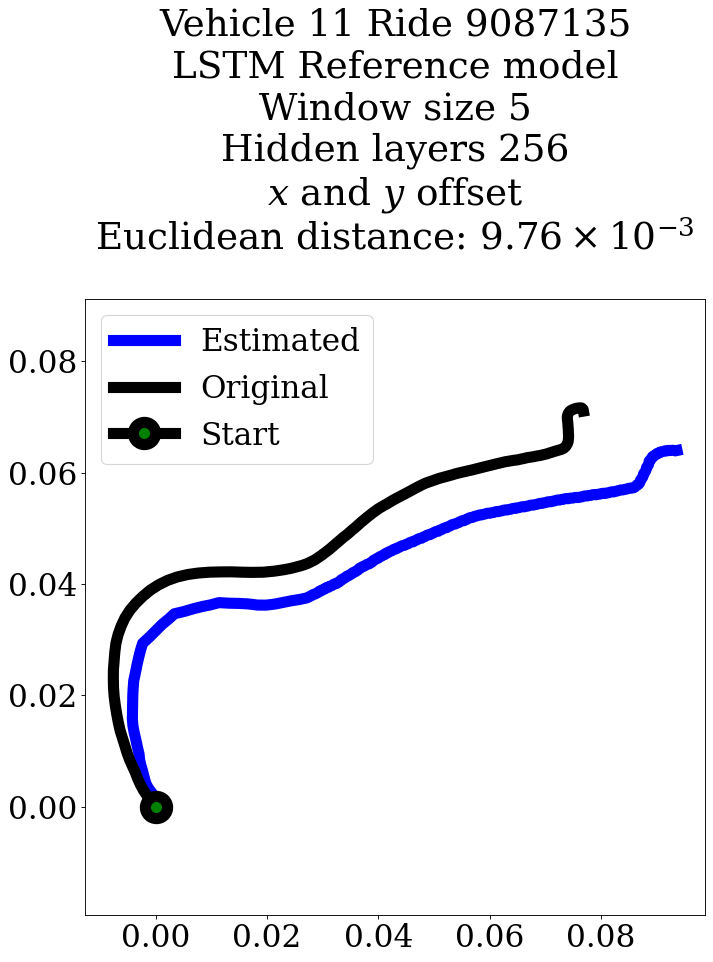 Vehicle 11 Ride 9087135
LSTM Reference model
Window size 5
Hidden layers 256
x and y offset
Euclidean distance: 9.76 × 10⁻³
Estimated
Original
Start
0.08
0.06
0.04
0.02
0.00
0.00 0.02 0.04 0.06 0.08